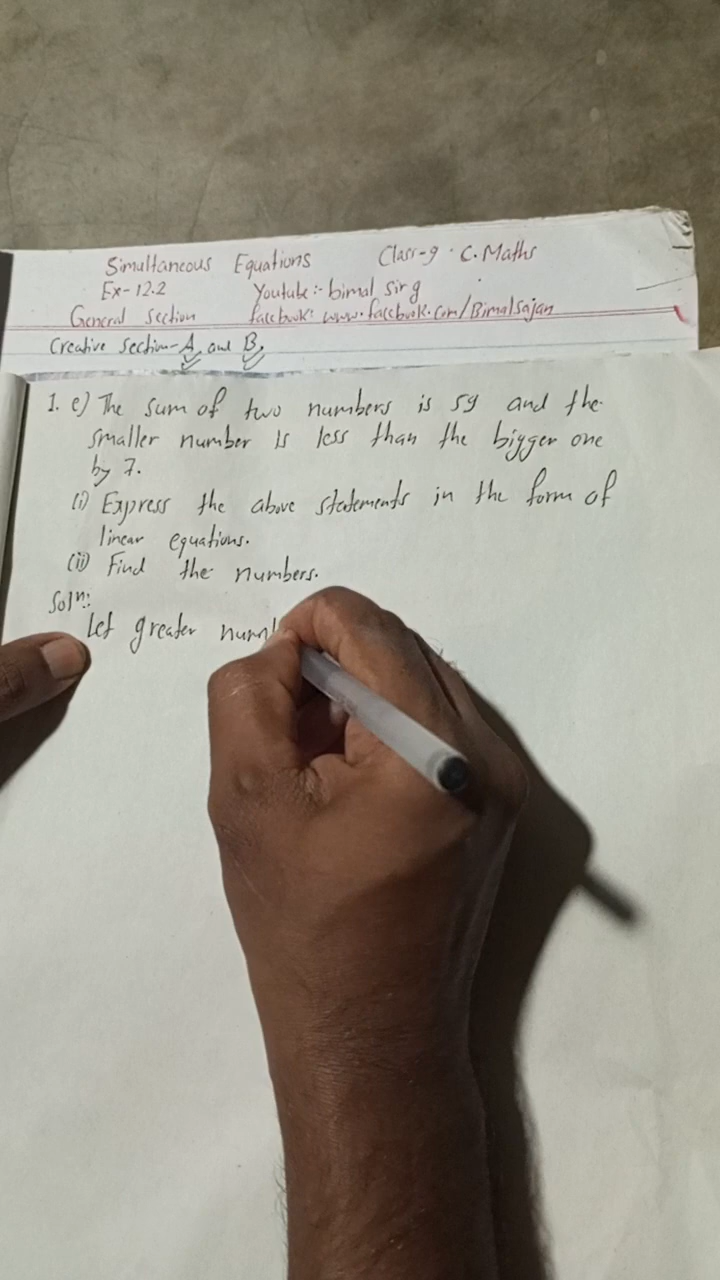 Simultaneous Equations Class-9 C. Maths
Ex-12.2 Youtube:- bimal sir g
General Section facebook: www.facebook.com/Bimalsajan
Creative section-A and B.
1. e) The sum of two numbers is 59 and the
smaller number is less than the bigger one
by 7.
(i) Express the above statements in the form of
linear equations.
(ii) Find the numbers.
Solⁿ:
Let greater